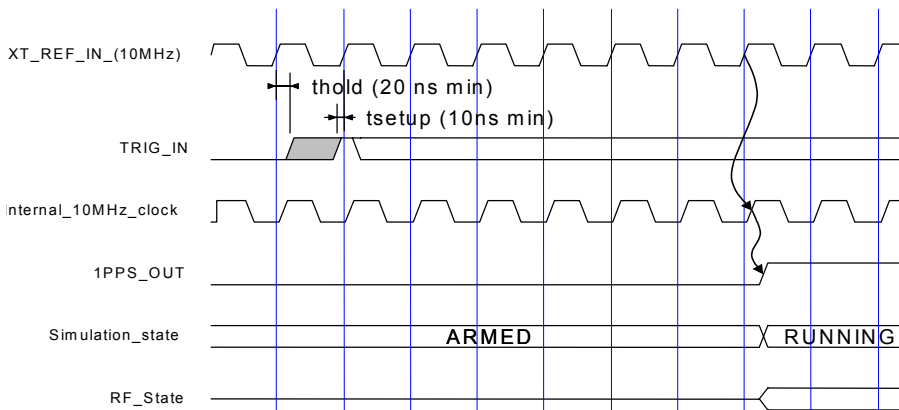 XT_REF_IN_(10MHz)
thold (20 ns min)
tsetup (10ns min)
TRIG_IN
Internal_10MHz_clock
1PPS_OUT
Simulation_state
ARMED
RUNNING
RF_State